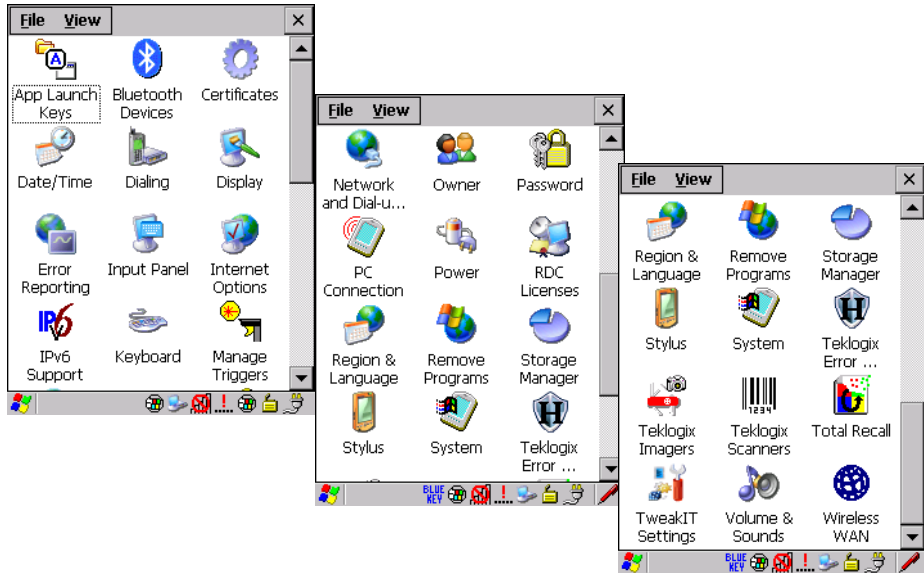 File View
App Launch Bluetooth Certificates
Keys Devices
Date/Time Dialing Display
Error Input Panel Internet
Reporting Options
IPv6 Keyboard Manage
Support Triggers
File View
Network Owner Password
and Dial-u...
PC Power RDC
Connection Licenses
Region & Remove Storage
Language Programs Manager
Stylus System Teklogix
Error ...
BLUE
KEY
File View
Region & Remove Storage
Language Programs Manager
Stylus System Teklogix
Error ...
1234
Teklogix Teklogix Total Recall
Imagers Scanners
TweakIT Volume & Wireless
Settings Sounds WAN
BLUE
KEY